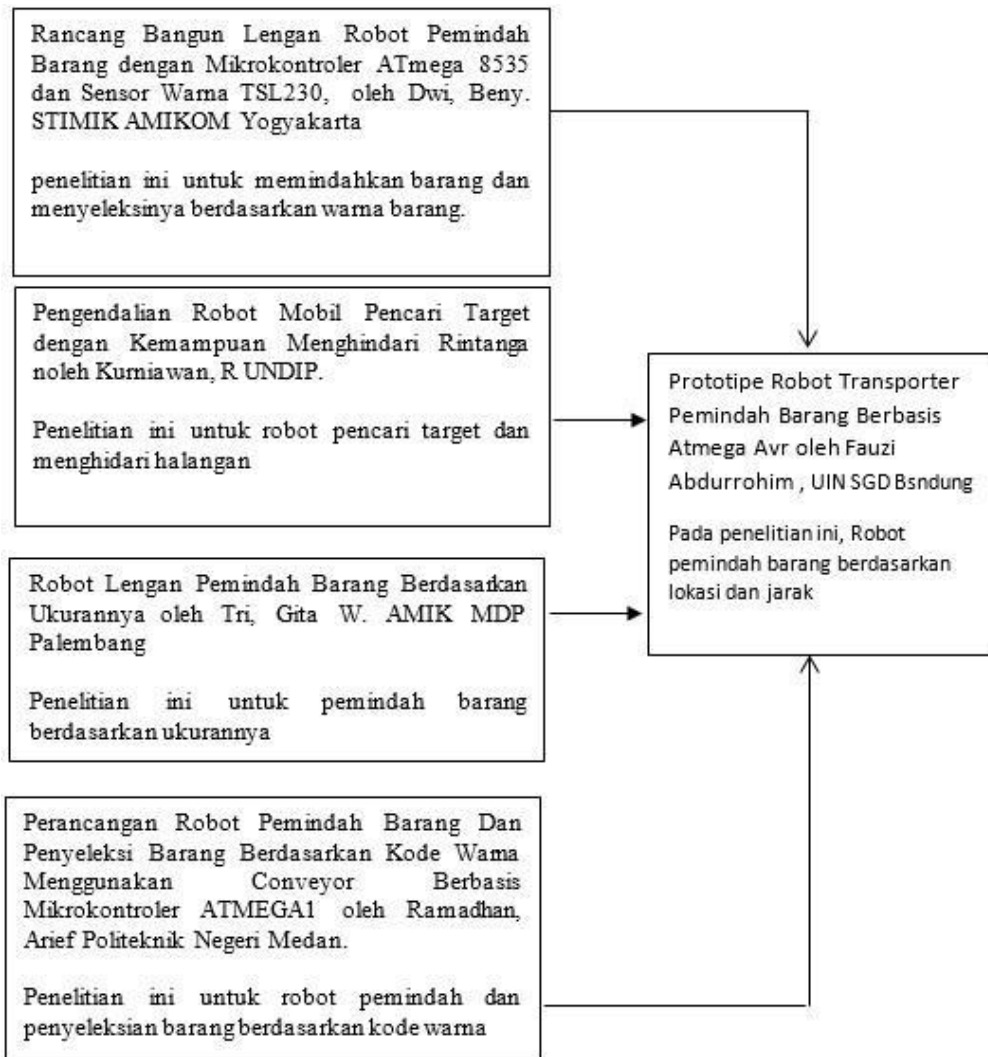 Rancang Bangun Lengan Robot Pemindah
Barang dengan Mikrokontroler ATmega 8535
dan Sensor Warna TSL230, oleh Dwi, Beny.
STIMIK AMIKOM Yogyakarta
penelitian ini untuk memindahkan barang dan
menyeleksinya berdasarkan warna barang.
Pengendalian Robot Mobil Pencari Target
dengan Kemampuan Menghindari Rintanga
noleh Kurniawan, R UNDIP.
Penelitian ini untuk robot pencari target dan
menghidari halangan
Robot Lengan Pemindah Barang Berdasarkan
Ukurannya oleh Tri, Gita W. AMIK MDP
Palembang
Penelitian ini untuk pemindah barang
berdasarkan ukurannya
Perancangan Robot Pemindah Barang Dan
Penyeleksi Barang Berdasarkan Kode Warna
Menggunakan Conveyor Berbasis
Mikrokontroler ATMEGA1 oleh Ramadhan,
Arief Politeknik Negeri Medan.
Penelitian ini untuk robot pemindah dan
penyeleksian barang berdasarkan kode warna
Prototipe Robot Transporter
Pemindah Barang Berbasis
Atmega Avr oleh Fauzi
Abdurrohim , UIN SGD Bsndung
Pada penelitian ini, Robot
pemindah barang berdasarkan
lokasi dan jarak